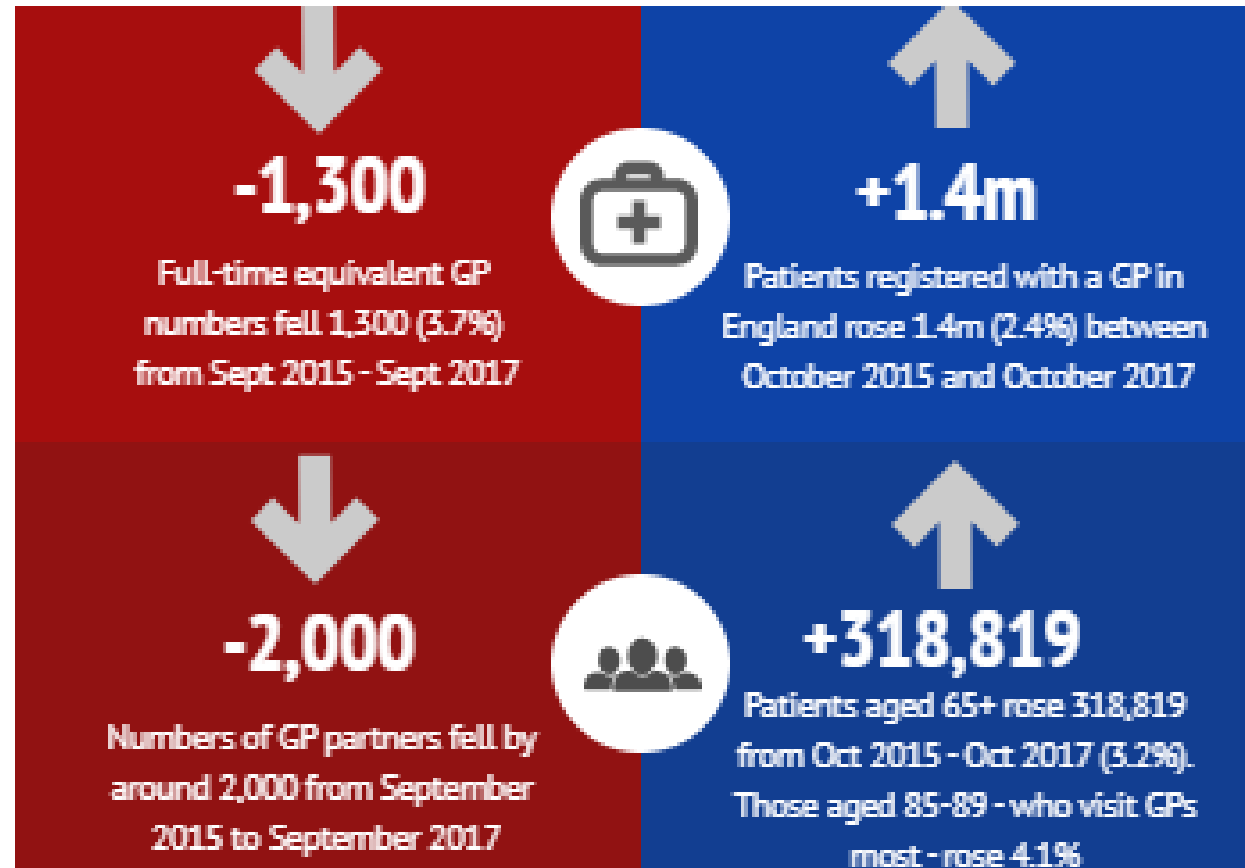 -1,300
Full-time equivalent GP
numbers fell 1,300 (3.7%)
from Sept 2015 - Sept 2017
+1.4m
Patients registered with a GP in
England rose 1.4m (2.4%) between
October 2015 and October 2017
-2,000
Numbers of GP partners fell by
around 2,000 from September
2015 to September 2017
+318,819
Patients aged 65+ rose 318,819
from Oct 2015 - Oct 2017 (3.2%).
Those aged 85-89 - who visit GPs
most - rose 4.1%